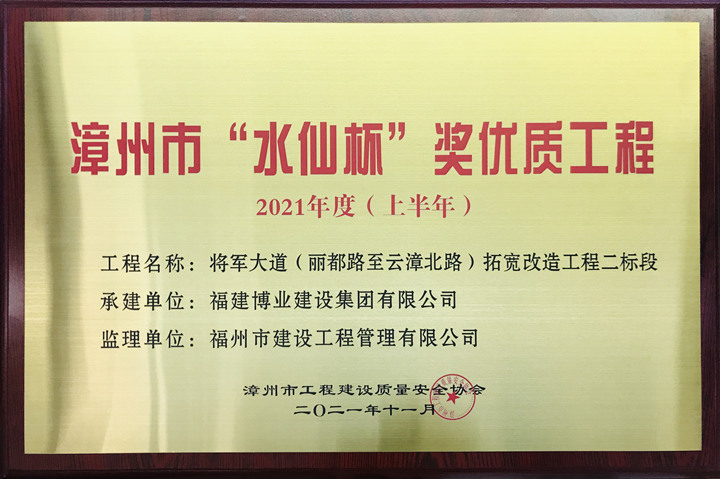 漳州市“水仙杯”奖优质工程
2021年度（上半年）
工程名称：将军大道（丽都路至云漳北路）拓宽改造工程二标段
承建单位：福建博业建设集团有限公司
监理单位：福州市建设工程管理有限公司
漳州市工程建设质量安全协会
二〇二一年十一月